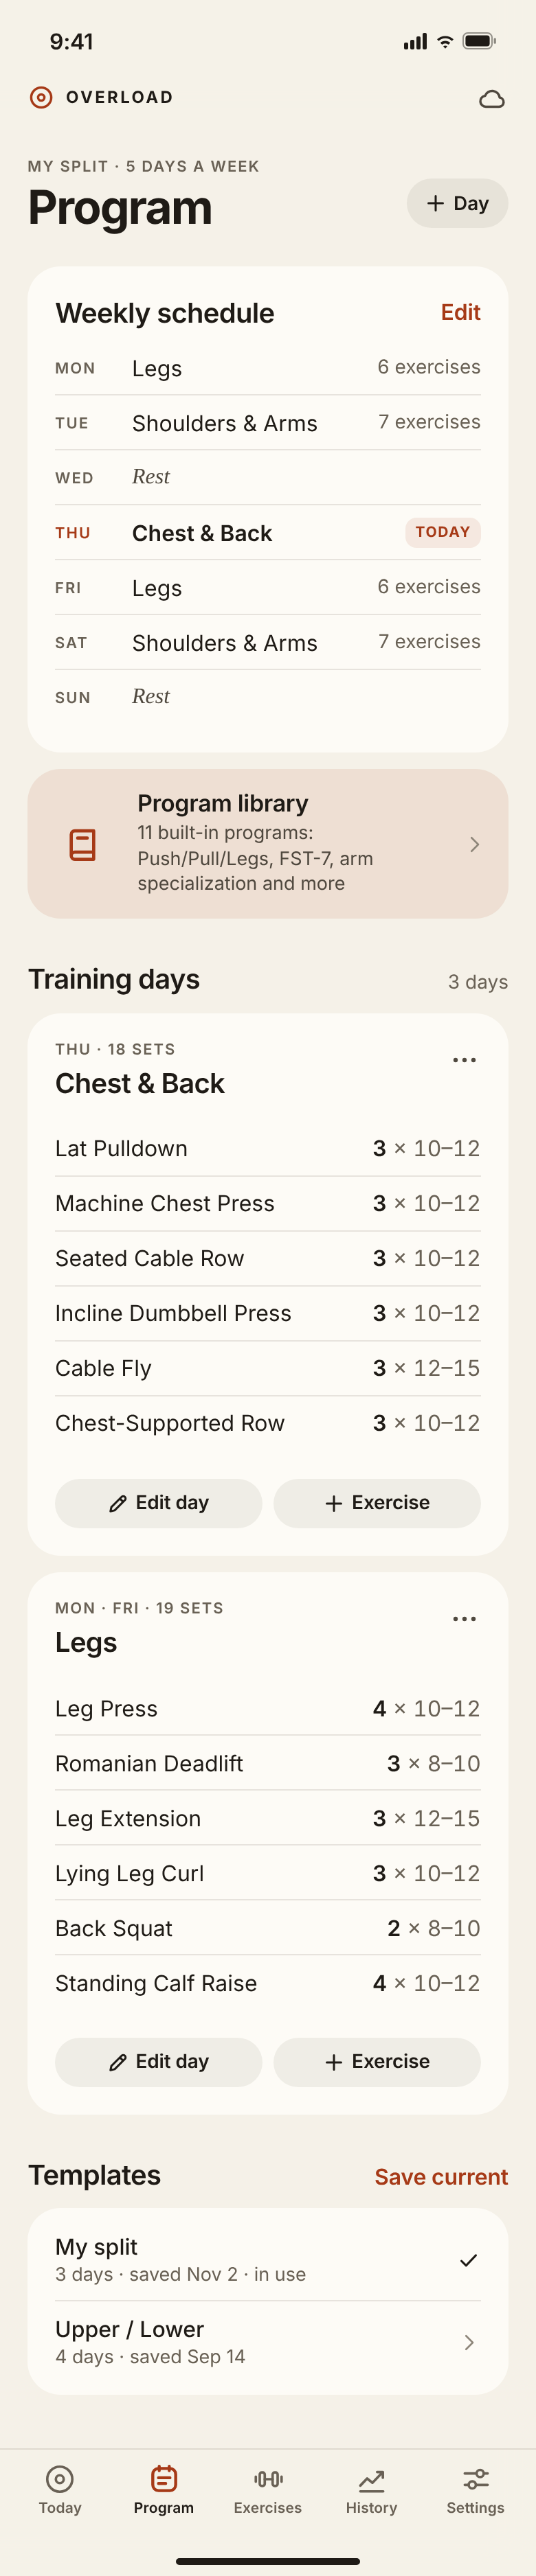 9:41
OVERLOAD
MY SPLIT · 5 DAYS A WEEK
Program
+ Day
Weekly schedule
Edit
MON Legs 6 exercises
TUE Shoulders & Arms 7 exercises
WED Rest
THU Chest & Back TODAY
FRI Legs 6 exercises
SAT Shoulders & Arms 7 exercises
SUN Rest
Program library
11 built-in programs:
Push/Pull/Legs, FST-7, arm
specialization and more
Training days 3 days
THU · 18 SETS
Chest & Back
Lat Pulldown 3 × 10–12
Machine Chest Press 3 × 10–12
Seated Cable Row 3 × 10–12
Incline Dumbbell Press 3 × 10–12
Cable Fly 3 × 12–15
Chest-Supported Row 3 × 10–12
Edit day + Exercise
MON · FRI · 19 SETS
Legs
Leg Press 4 × 10–12
Romanian Deadlift 3 × 8–10
Leg Extension 3 × 12–15
Lying Leg Curl 3 × 10–12
Back Squat 2 × 8–10
Standing Calf Raise 4 × 10–12
Edit day + Exercise
Templates Save current
My split
3 days · saved Nov 2 · in use
Upper / Lower
4 days · saved Sep 14
Today Program Exercises History Settings